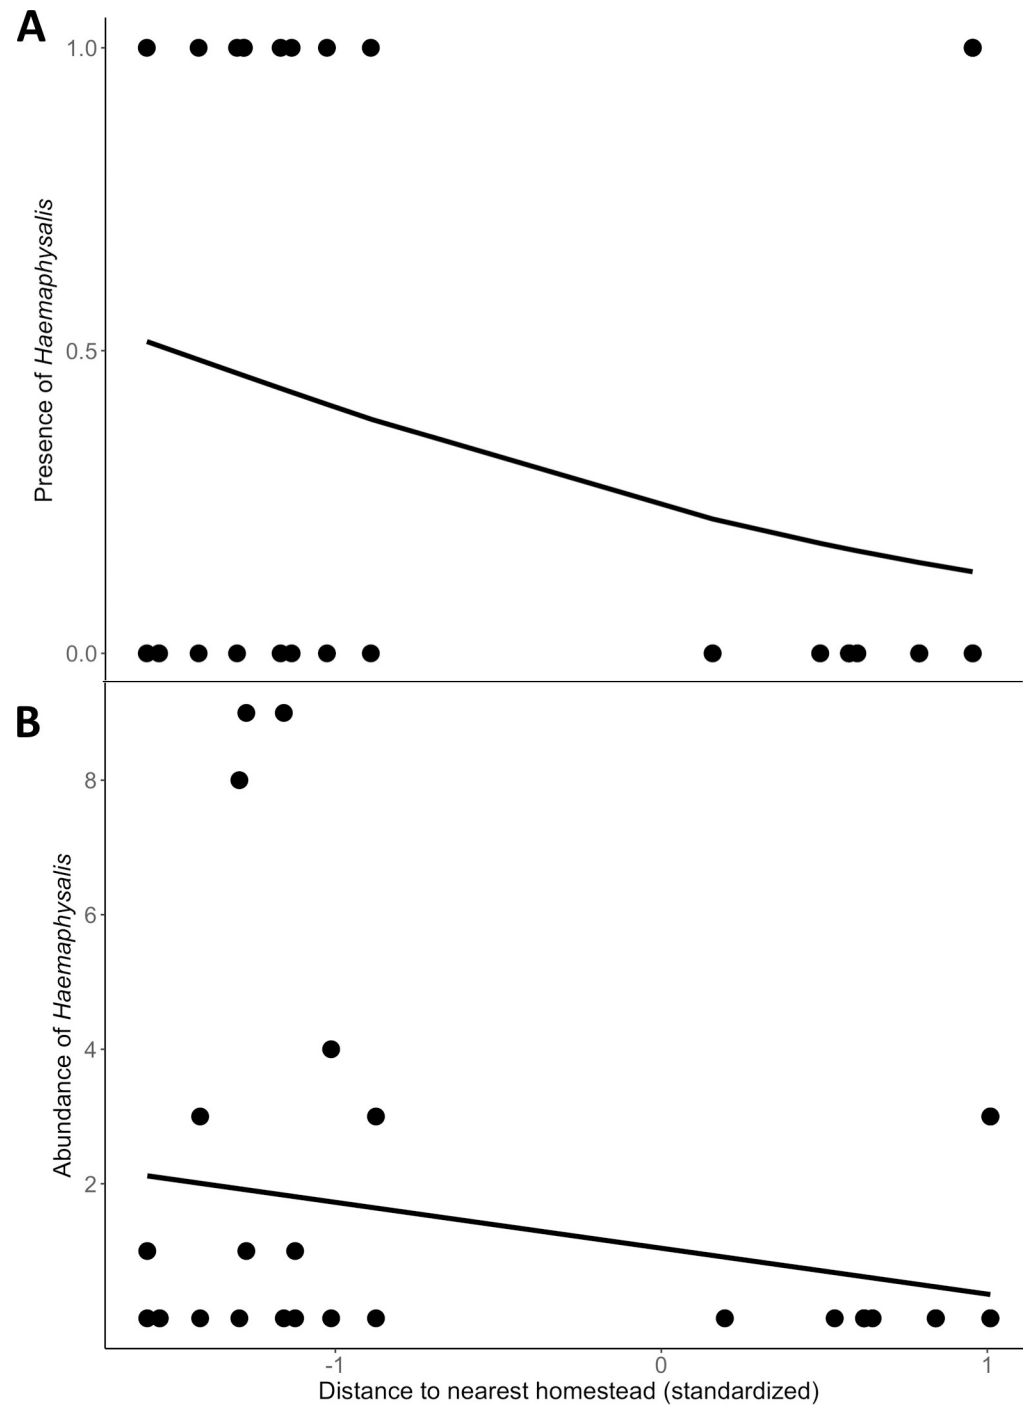 A
1.0
0.5
0.0
Presence of Haemaphysalis
B
8
6
4
2
Abundance of Haemaphysalis
-1
0
1
Distance to nearest homestead (standardized)